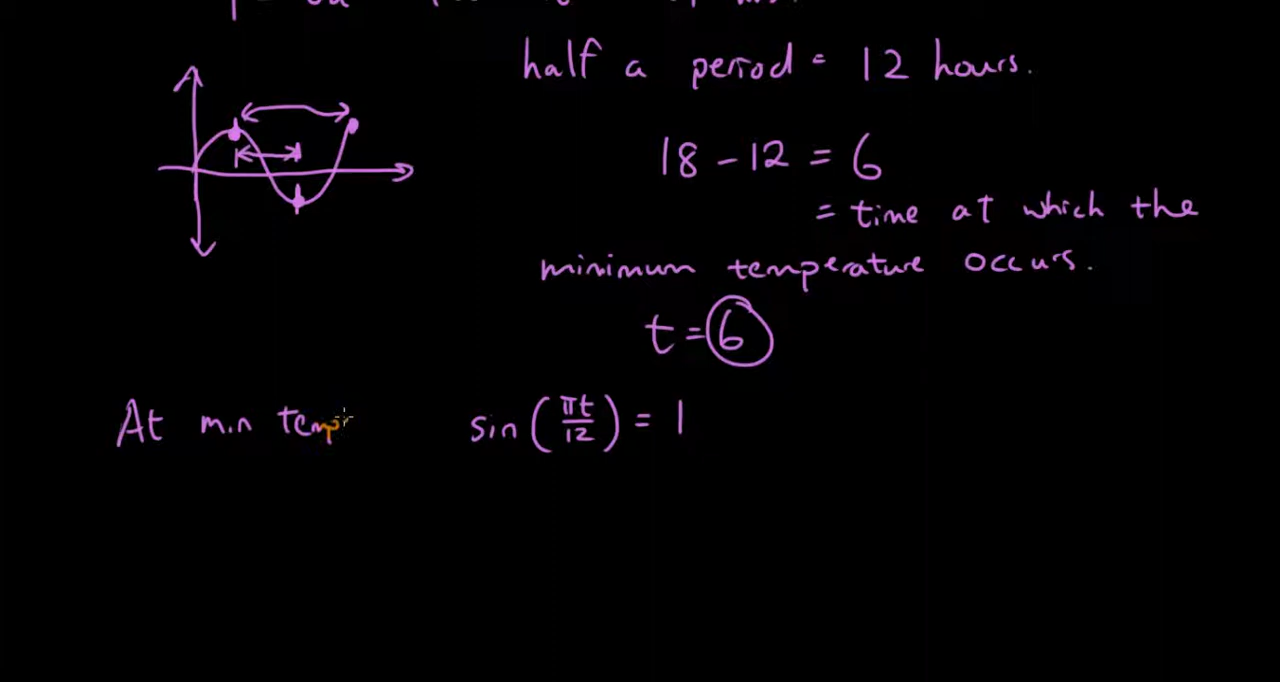 half a period = 12 hours.
18 - 12 = 6
= time at which the
minimum temperature occurs.
t = 6
At min temp sin(πt/12) = 1